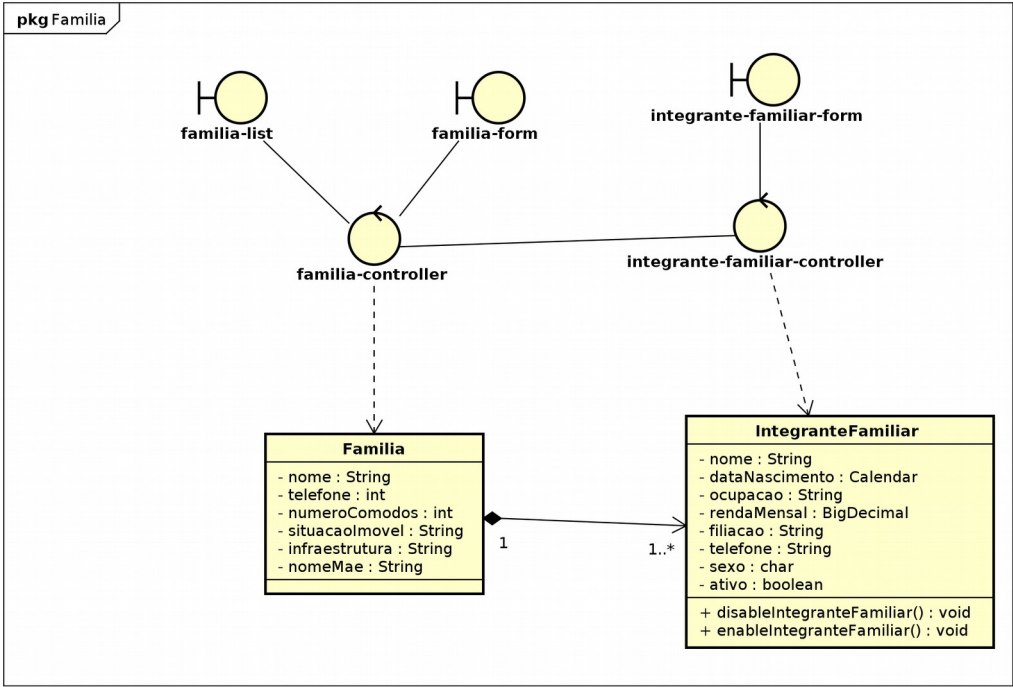 pkg Familia
familia-list
familia-form
integrante-familiar-form
familia-controller
integrante-familiar-controller
Familia
- nome : String
- telefone : int
- numeroComodos : int
- situacaoImovel : String
- infraestrutura : String
- nomeMae : String
1
1..*
IntegranteFamiliar
- nome : String
- dataNascimento : Calendar
- ocupacao : String
- rendaMensal : BigDecimal
- filiacao : String
- telefone : String
- sexo : char
- ativo : boolean
+ disableIntegranteFamiliar() : void
+ enableIntegranteFamiliar() : void